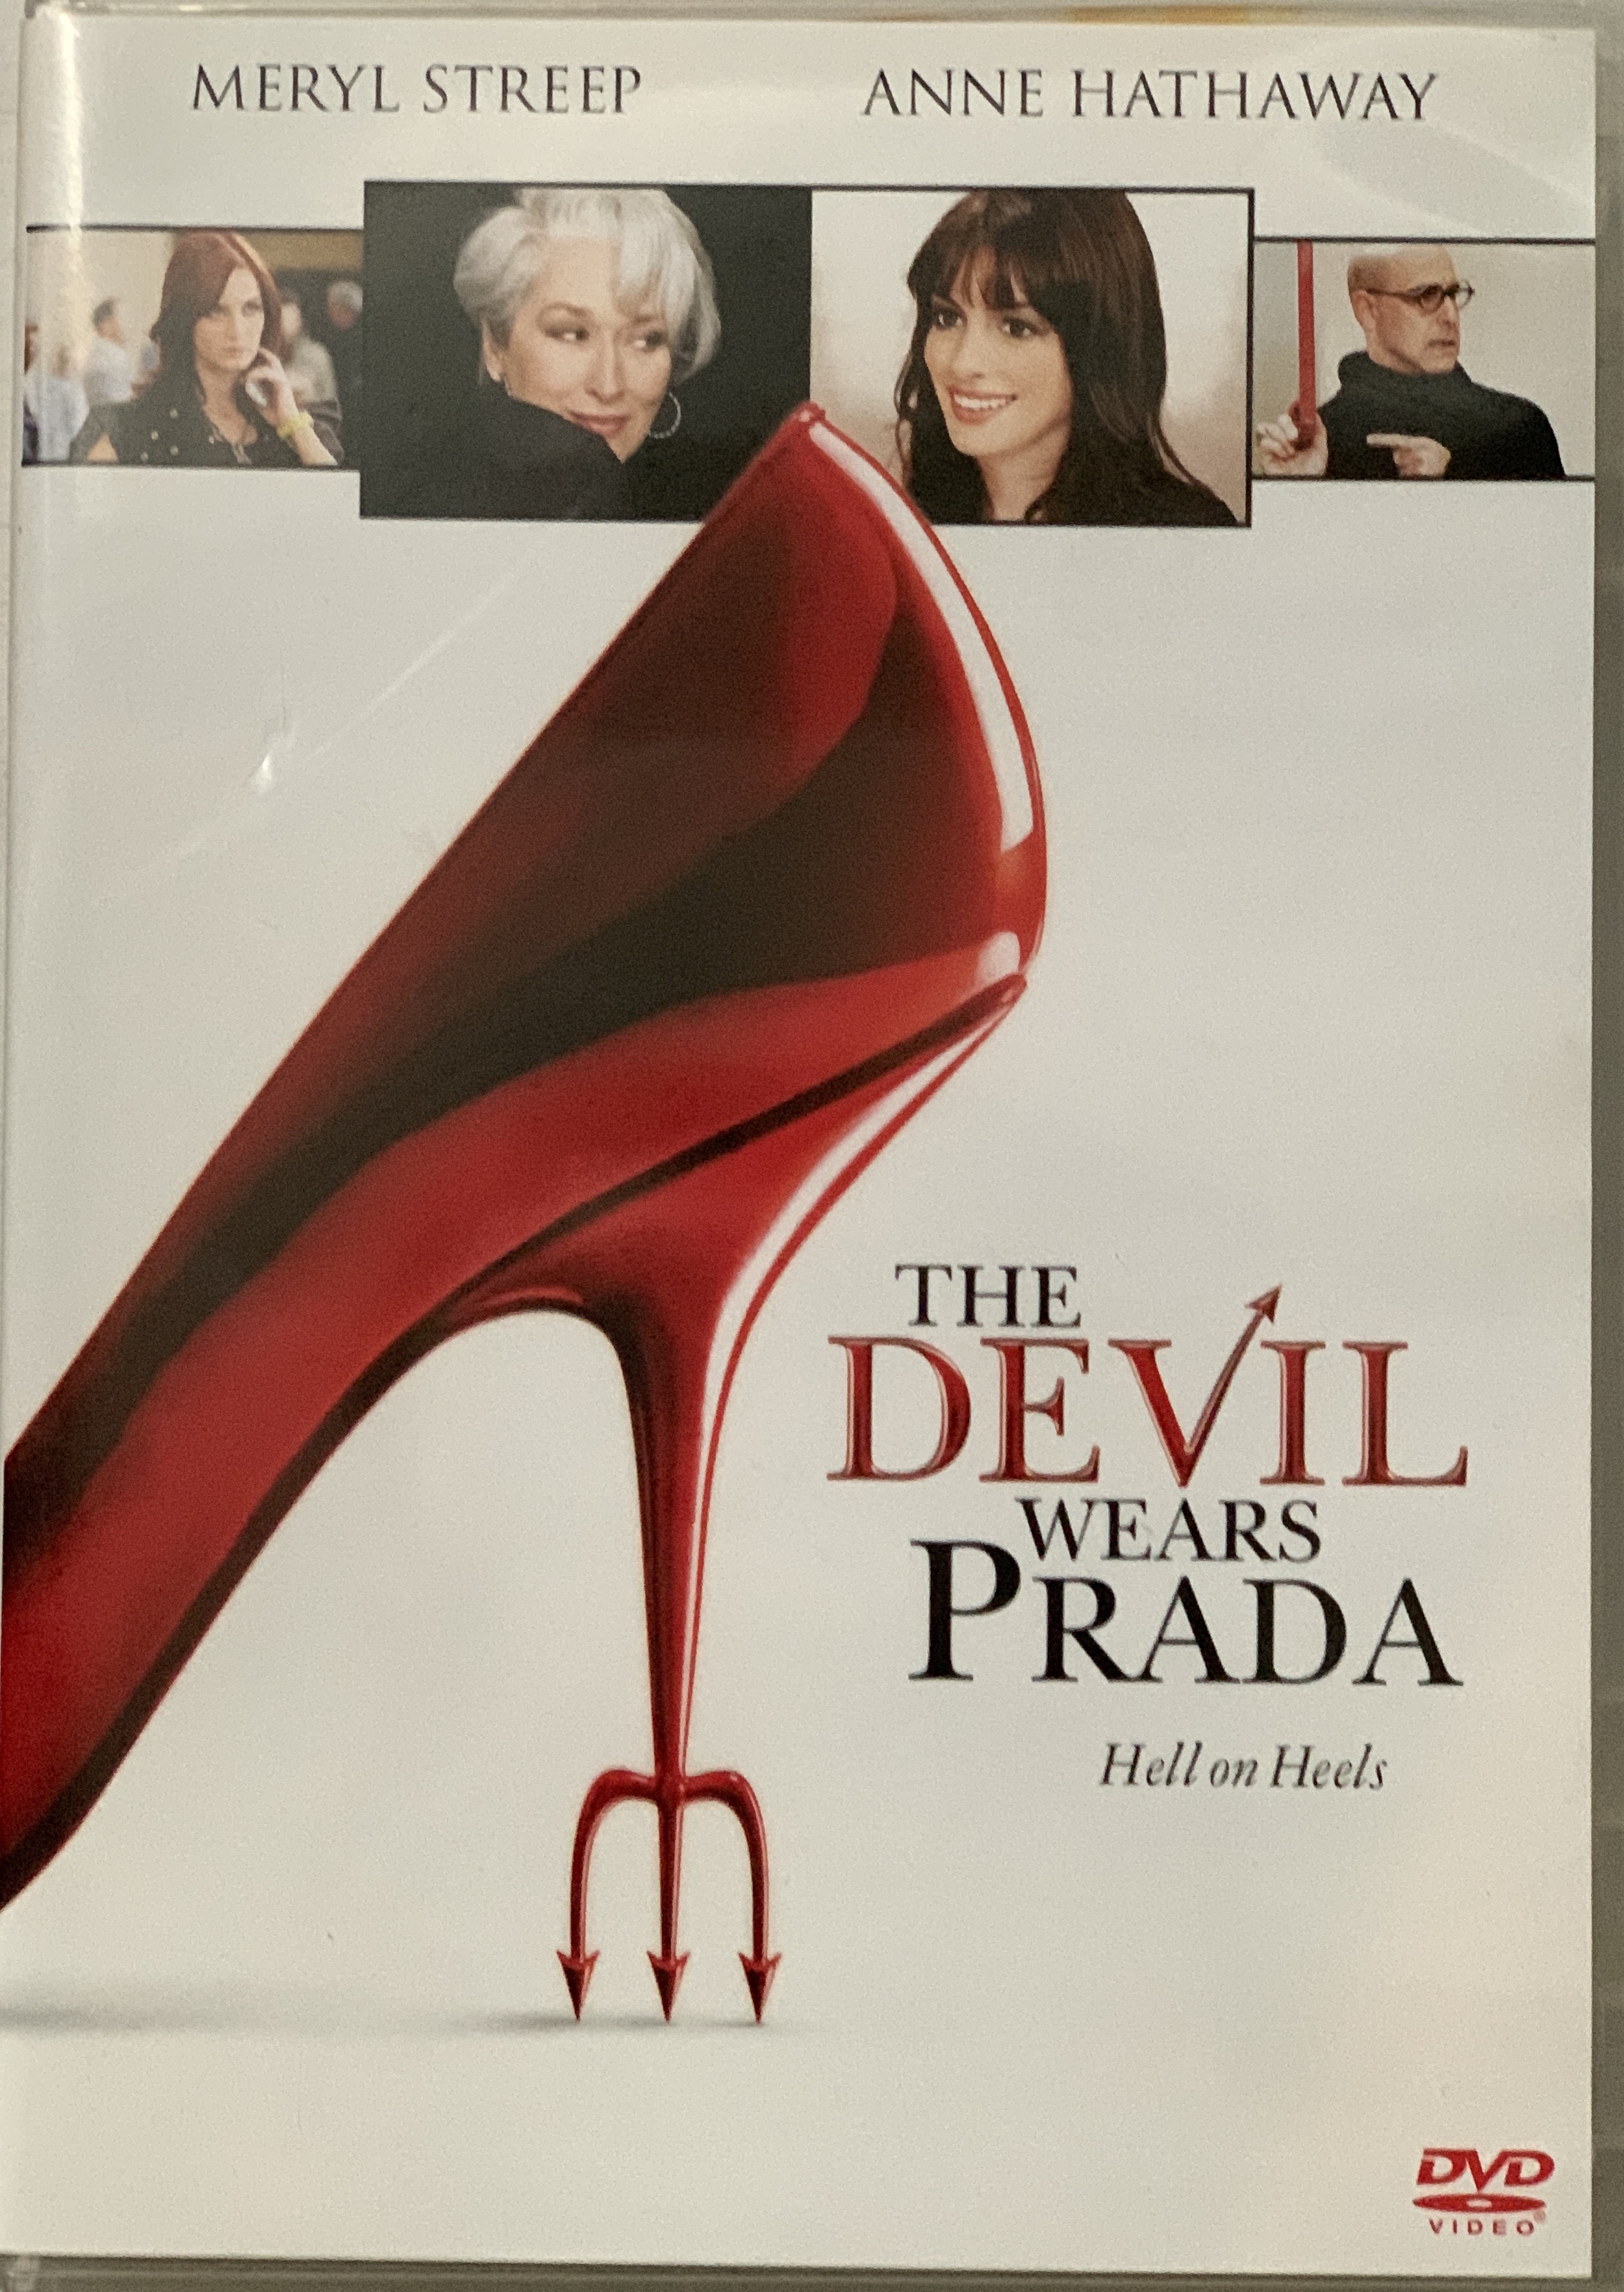 MERYL STREEP ANNE HATHAWAY
THE
DEVIL
WEARS
PRADA
Hell on Heels
DVD
VIDEO®